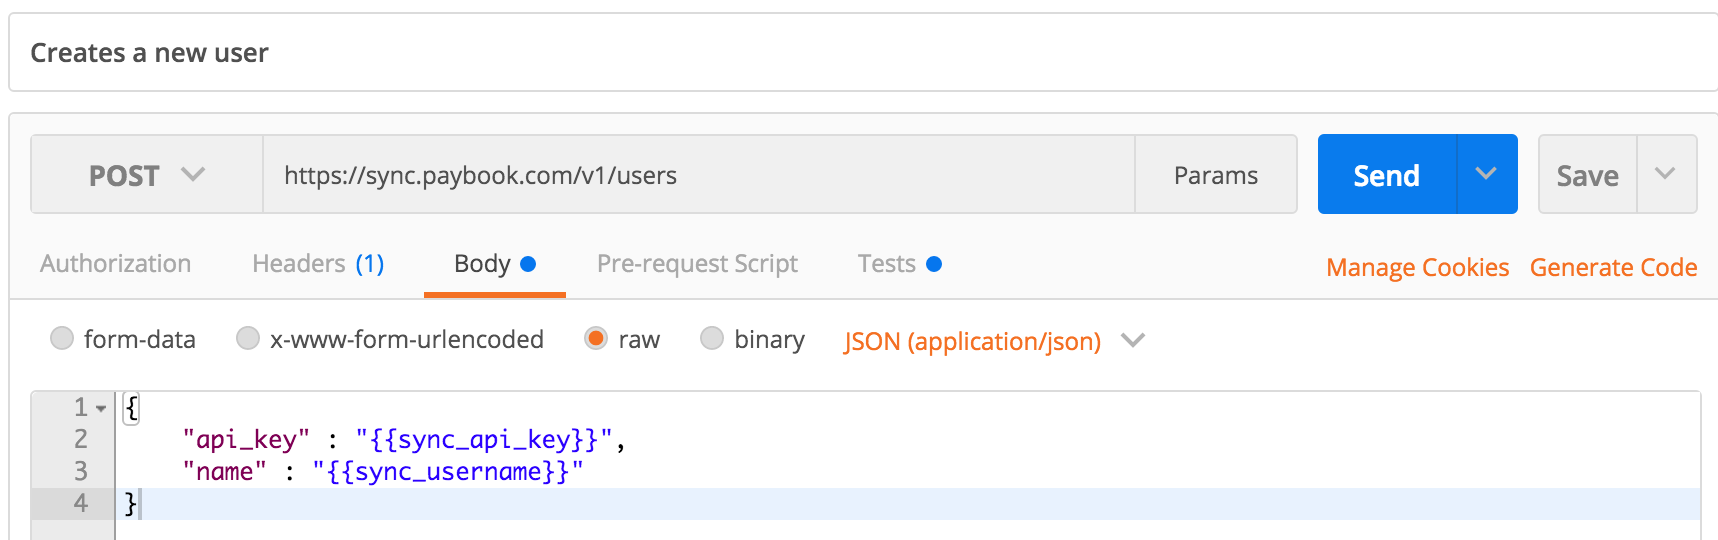 Creates a new user
POST https://sync.paybook.com/v1/users Params Send Save
Authorization Headers (1) Body Pre-request Script Tests Manage Cookies Generate Code
form-data x-www-form-urlencoded raw binary JSON (application/json)
1 {
2 "api_key" : "{{sync_api_key}}",
3 "name" : "{{sync_username}}"
4 }